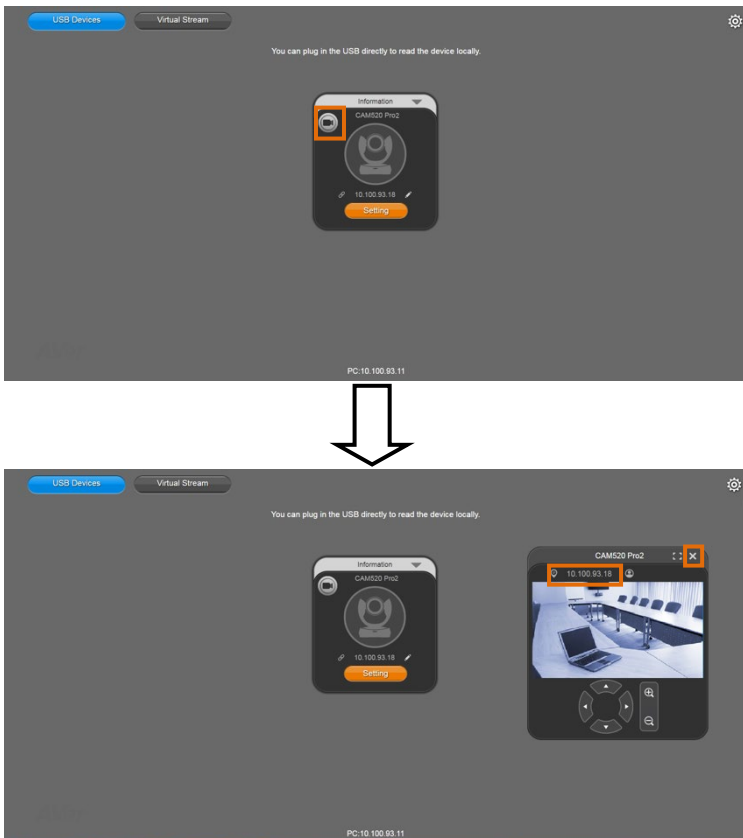 USB Devices
Virtual Stream
You can plug in the USB directly to read the device locally.
Information
CAM520 Pro2
10.100.93.18
Setting
PC:10.100.93.11
USB Devices
Virtual Stream
You can plug in the USB directly to read the device locally.
Information
CAM520 Pro2
10.100.93.18
Setting
CAM520 Pro2
10.100.93.18
PC:10.100.93.11